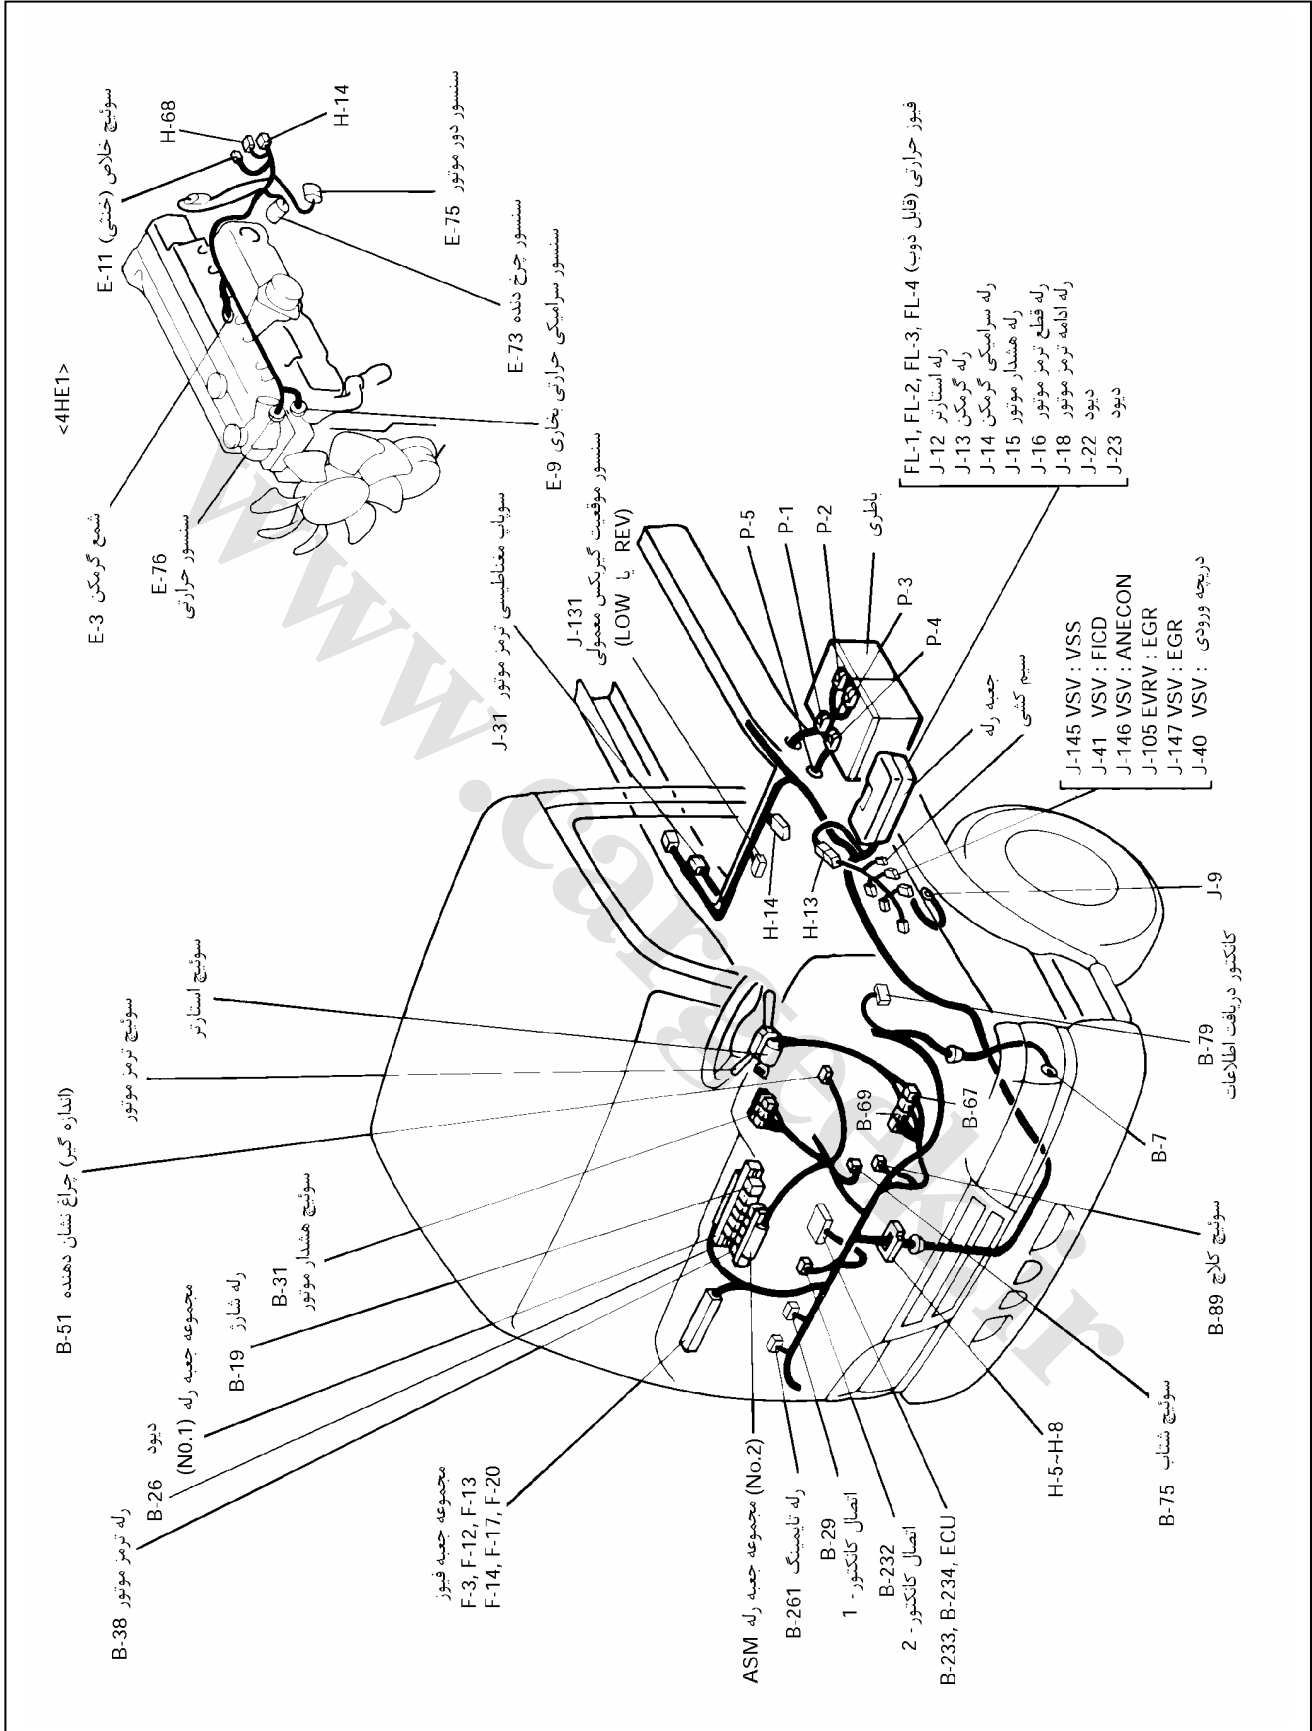 <4HE1>
سوئیچ خلاص (خنثی) E-11
H-68
H-14
سنسور دور موتور E-75
سنسور چرخ دنده E-73
سنسور سرامیکی حرارتی بخاری E-9
شمع گرمکن E-3
E-76
سنسور حرارتی
سوپاپ مغناطیسی ترمز موتور J-31
J-131
سنسور موقعیت گیربکس معمولی
(LOW یا REV)
فیوز حرارتی (قابل ذوب) FL-1, FL-2, FL-3, FL-4
J-12 رله استارتر
J-13 رله گرمکن
J-14 رله سرامیکی گرمکن
J-15 رله هشدار موتور
J-16 رله قطع ترمز موتور
J-18 رله ادامه ترمز موتور
J-22 دیود
J-23 دیود
P-5
P-1
P-2
باطری
P-3
P-4
سیم کشی
جعبه رله
J-145 VSV : VSS
J-41 VSV : FICD
J-146 VSV : ANECON
J-105 EVRV : EGR
J-147 VSV : EGR
J-40 VSV : دریچه ورودی
H-14
H-13
J-9
B-79
کانکتور دریافت اطلاعات
B-69
B-67
B-7
سوئیچ استارتر
سوئیچ ترمز موتور
B-51 چراغ نشان دهنده (اندازه گیر)
B-31
سوئیچ هشدار موتور
B-19 رله شارژ
مجموعه جعبه رله
(N0.1)
B-26 دیود
B-38 رله ترمز موتور
مجموعه جعبه فیوز
F-3, F-12, F-13
F-14, F-17, F-20
ASM مجموعه جعبه رله (No.2)
B-261 رله تایمینگ
B-29
اتصال کانکتور - 1
B-232
اتصال کانکتور - 2
B-233, B-234, ECU
H-5~H-8
B-75 سوئیچ شتاب
B-89 سوئیچ کلاچ
www.cargeek.ir